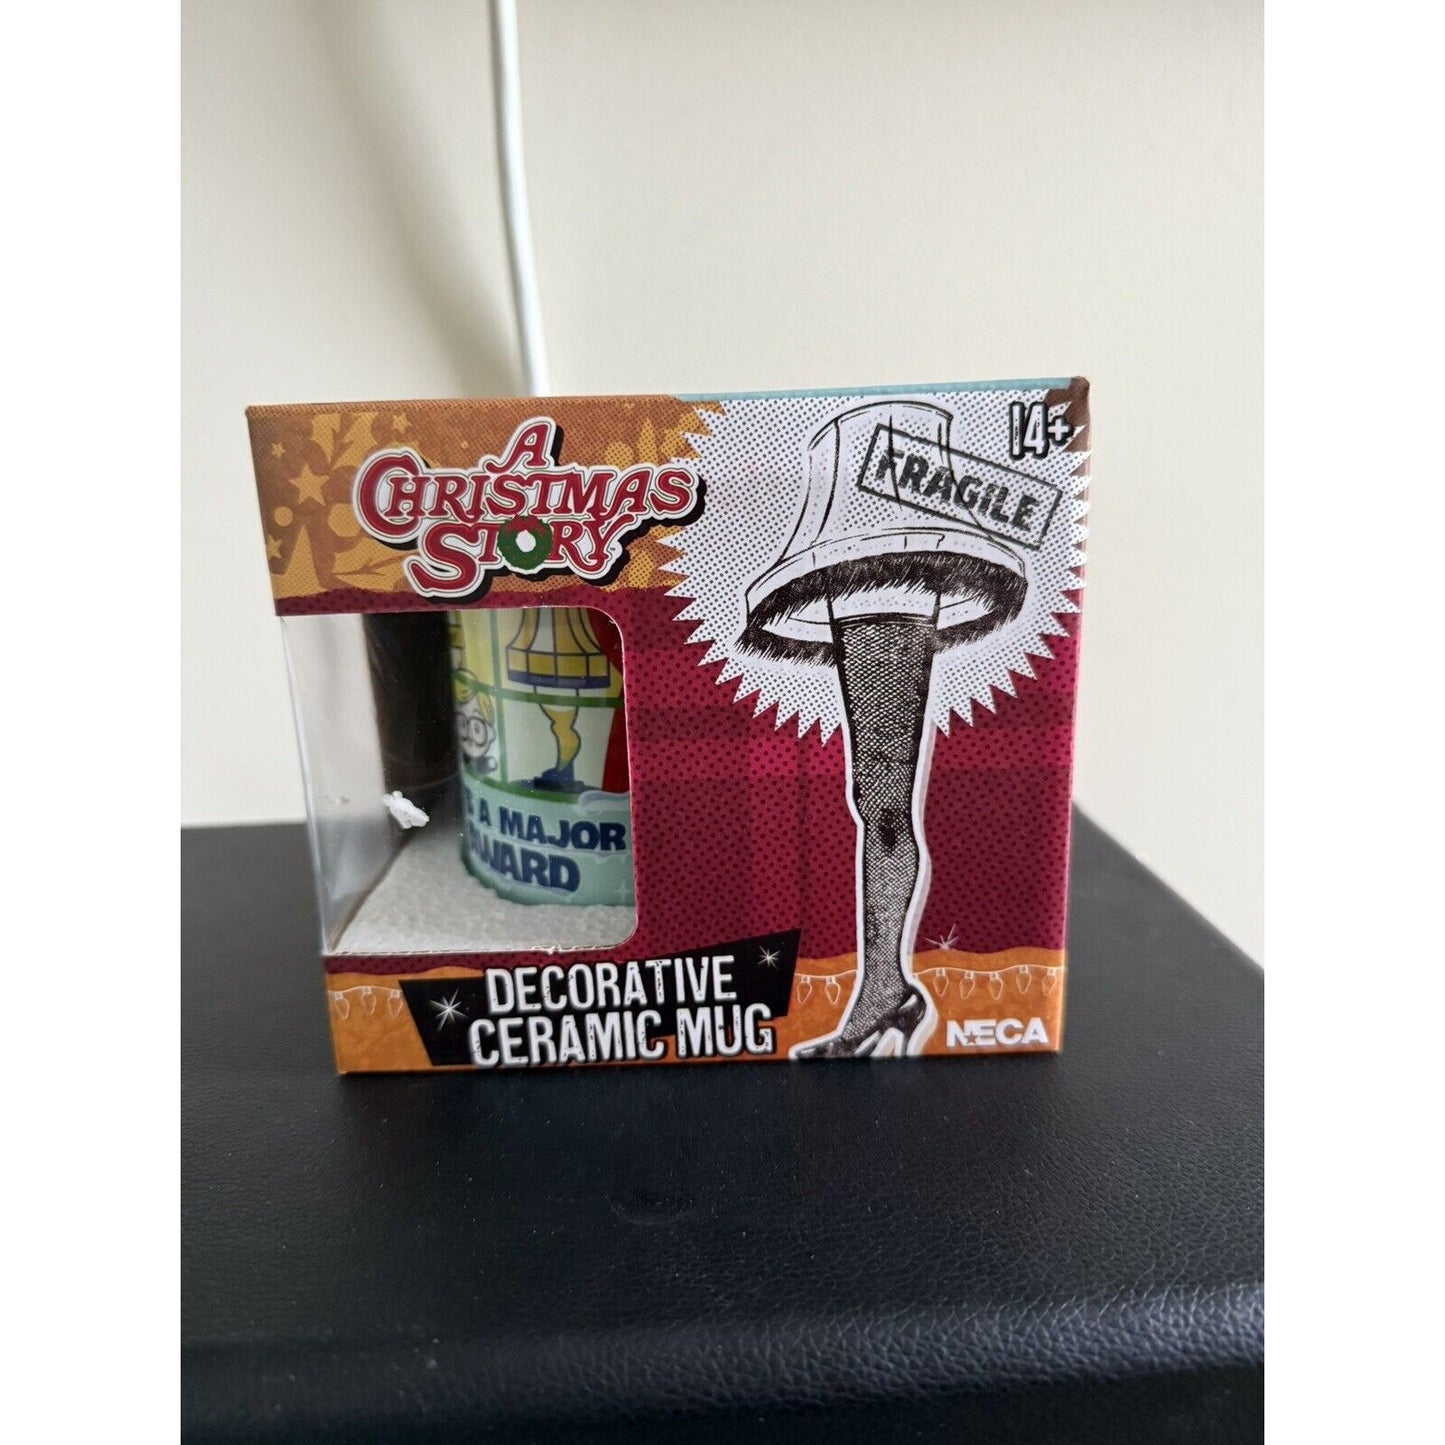 A
CHRISTMAS
STORY
14+
FRAGILE
A MAJOR
AWARD
DECORATIVE
CERAMIC MUG
NECA